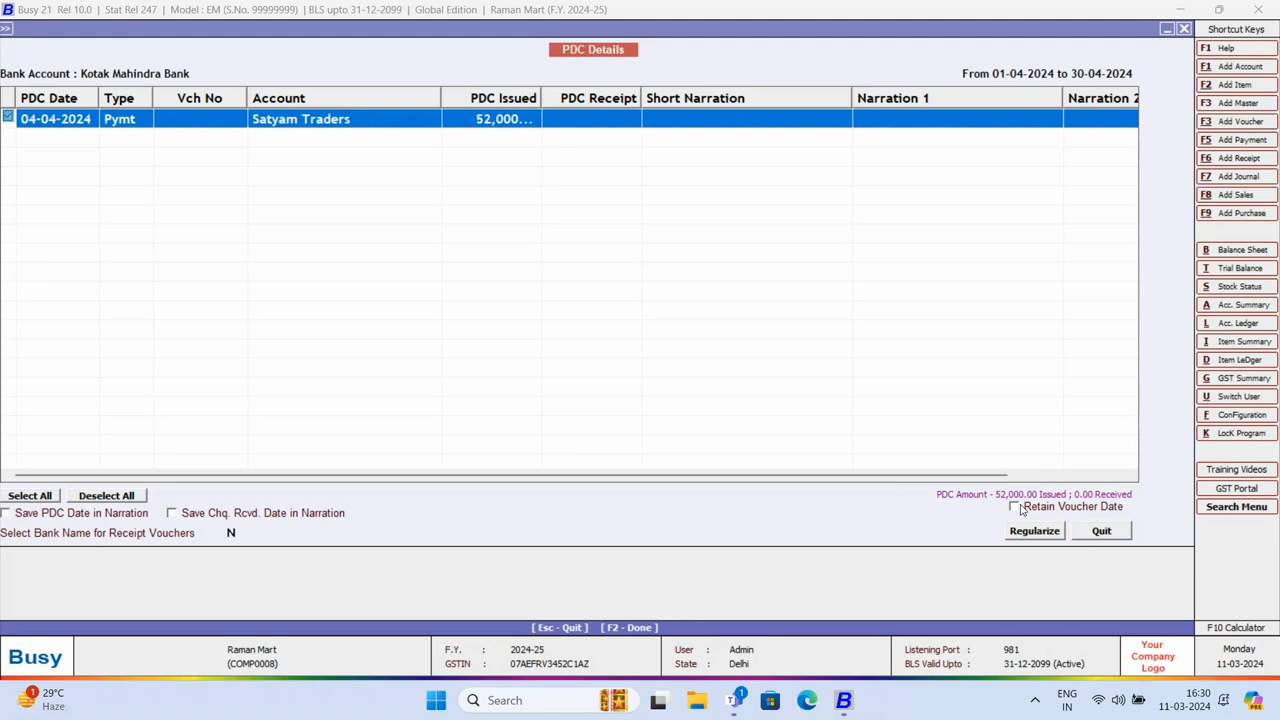 Busy 21 Rel 10.0 | Stat Rel 247 | Model : EM (S.No. 99999999) | BLS upto 31-12-2099 | Global Edition | Raman Mart (F.Y. 2024-25)
>>
PDC Details
Bank Account : Kotak Mahindra Bank From 01-04-2024 to 30-04-2024
PDC Date Type Vch No Account PDC Issued PDC Receipt Short Narration Narration 1 Narration 2
04-04-2024 Pymt Satyam Traders 52,000...
Select All Deselect All PDC Amount - 52,000.00 Issued ; 0.00 Received
Save PDC Date in Narration Save Chq. Rcvd. Date in Narration Retain Voucher Date
Select Bank Name for Receipt Vouchers N Regularize Quit
[ Esc - Quit ] [ F2 - Done ]
Shortcut Keys
F1 Help
F1 Add Account
F2 Add Item
F3 Add Master
F3 Add Voucher
F5 Add Payment
F6 Add Receipt
F7 Add Journal
F8 Add Sales
F9 Add Purchase
B Balance Sheet
T Trial Balance
S Stock Status
A Acc. Summary
L Acc. Ledger
I Item Summary
D Item LeDger
G GST Summary
U Switch User
F ConFiguration
K LocK Program
Training Videos
GST Portal
Search Menu
F10 Calculator
Busy
Raman Mart
(COMP0008)
F.Y. : 2024-25
GSTIN : 07AEFRV3452C1AZ
User : Admin
State : Delhi
Listening Port : 981
BLS Valid Upto : 31-12-2099 (Active)
Your
Company
Logo
Monday
11-03-2024
1
29°C
Haze
Search
1
B
ENG
IN
16:30
11-03-2024
PRE